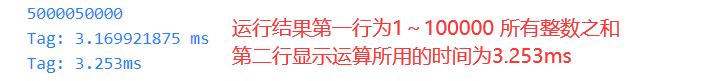 5000050000
Tag: 3.169921875 ms
Tag: 3.253ms
运行结果第一行为1～100000 所有整数之和
第二行显示运算所用的时间为3.253ms